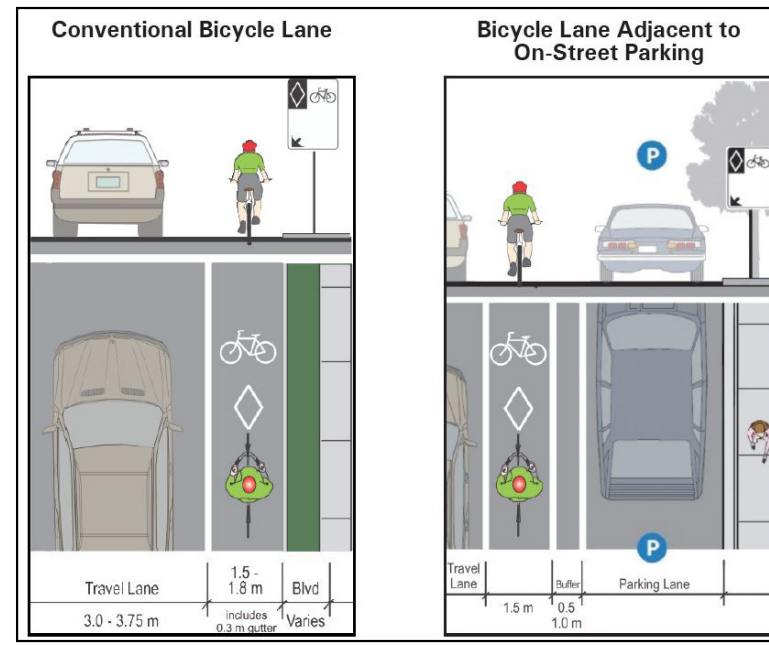 Conventional Bicycle Lane
Travel Lane
1.5 -
1.8 m
Blvd
3.0 - 3.75 m
includes
0.3 m gutter
Varies
Bicycle Lane Adjacent to
On-Street Parking
P
P
Travel
Lane
Buffer
Parking Lane
1.5 m
0.5
1.0 m